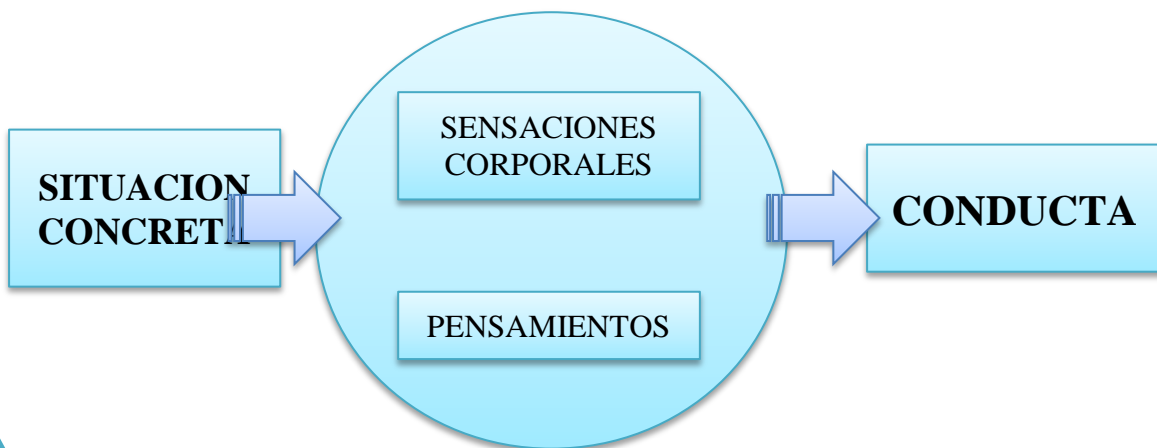 SITUACION
CONCRETA
SENSACIONES
CORPORALES
PENSAMIENTOS
CONDUCTA